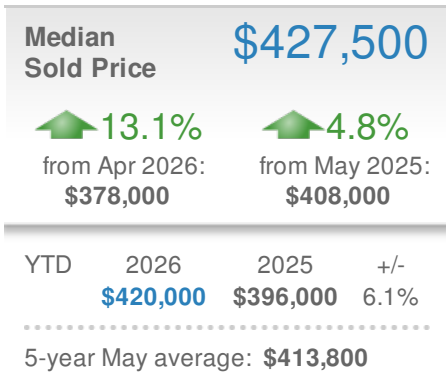 Median
Sold Price
$427,500
13.1%
from Apr 2026:
$378,000
4.8%
from May 2025:
$408,000
YTD 2026 2025 +/-
$420,000 $396,000 6.1%
5-year May average: $413,800